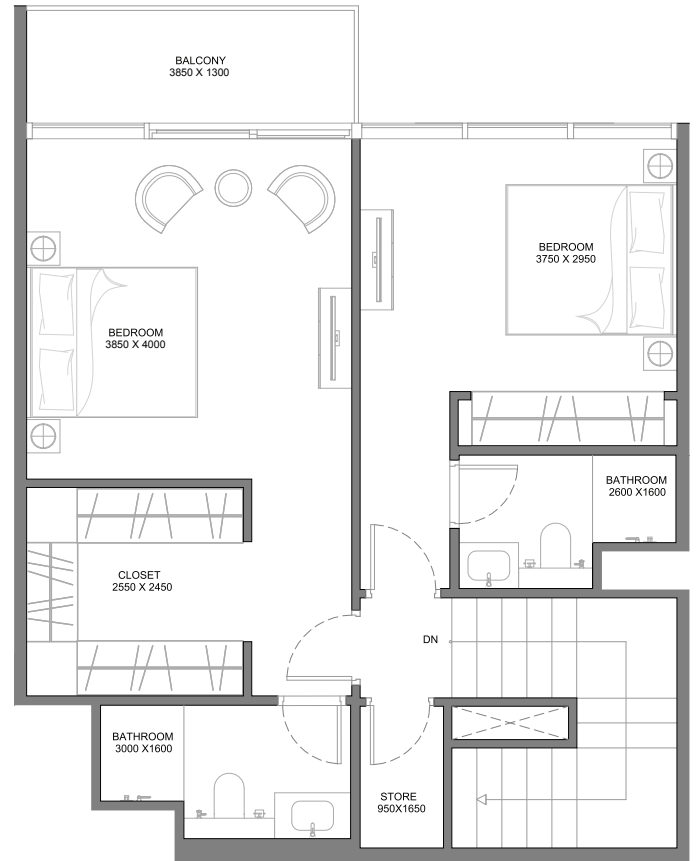 BALCONY
3850 X 1300
BEDROOM
3750 X 2950
BEDROOM
3850 X 4000
BATHROOM
2600 X1600
CLOSET
2550 X 2450
DN
BATHROOM
3000 X1600
STORE
950X1650